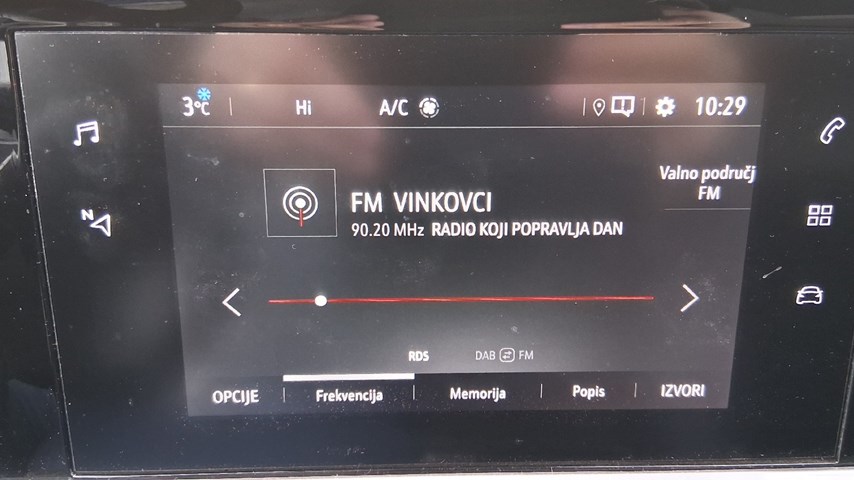 3°C Hi A/C 10:29
N
Valno područj
FM
FM VINKOVCI
90.20 MHz RADIO KOJI POPRAVLJA DAN
RDS DAB FM
OPCIJE Frekvencija Memorija Popis IZVORI